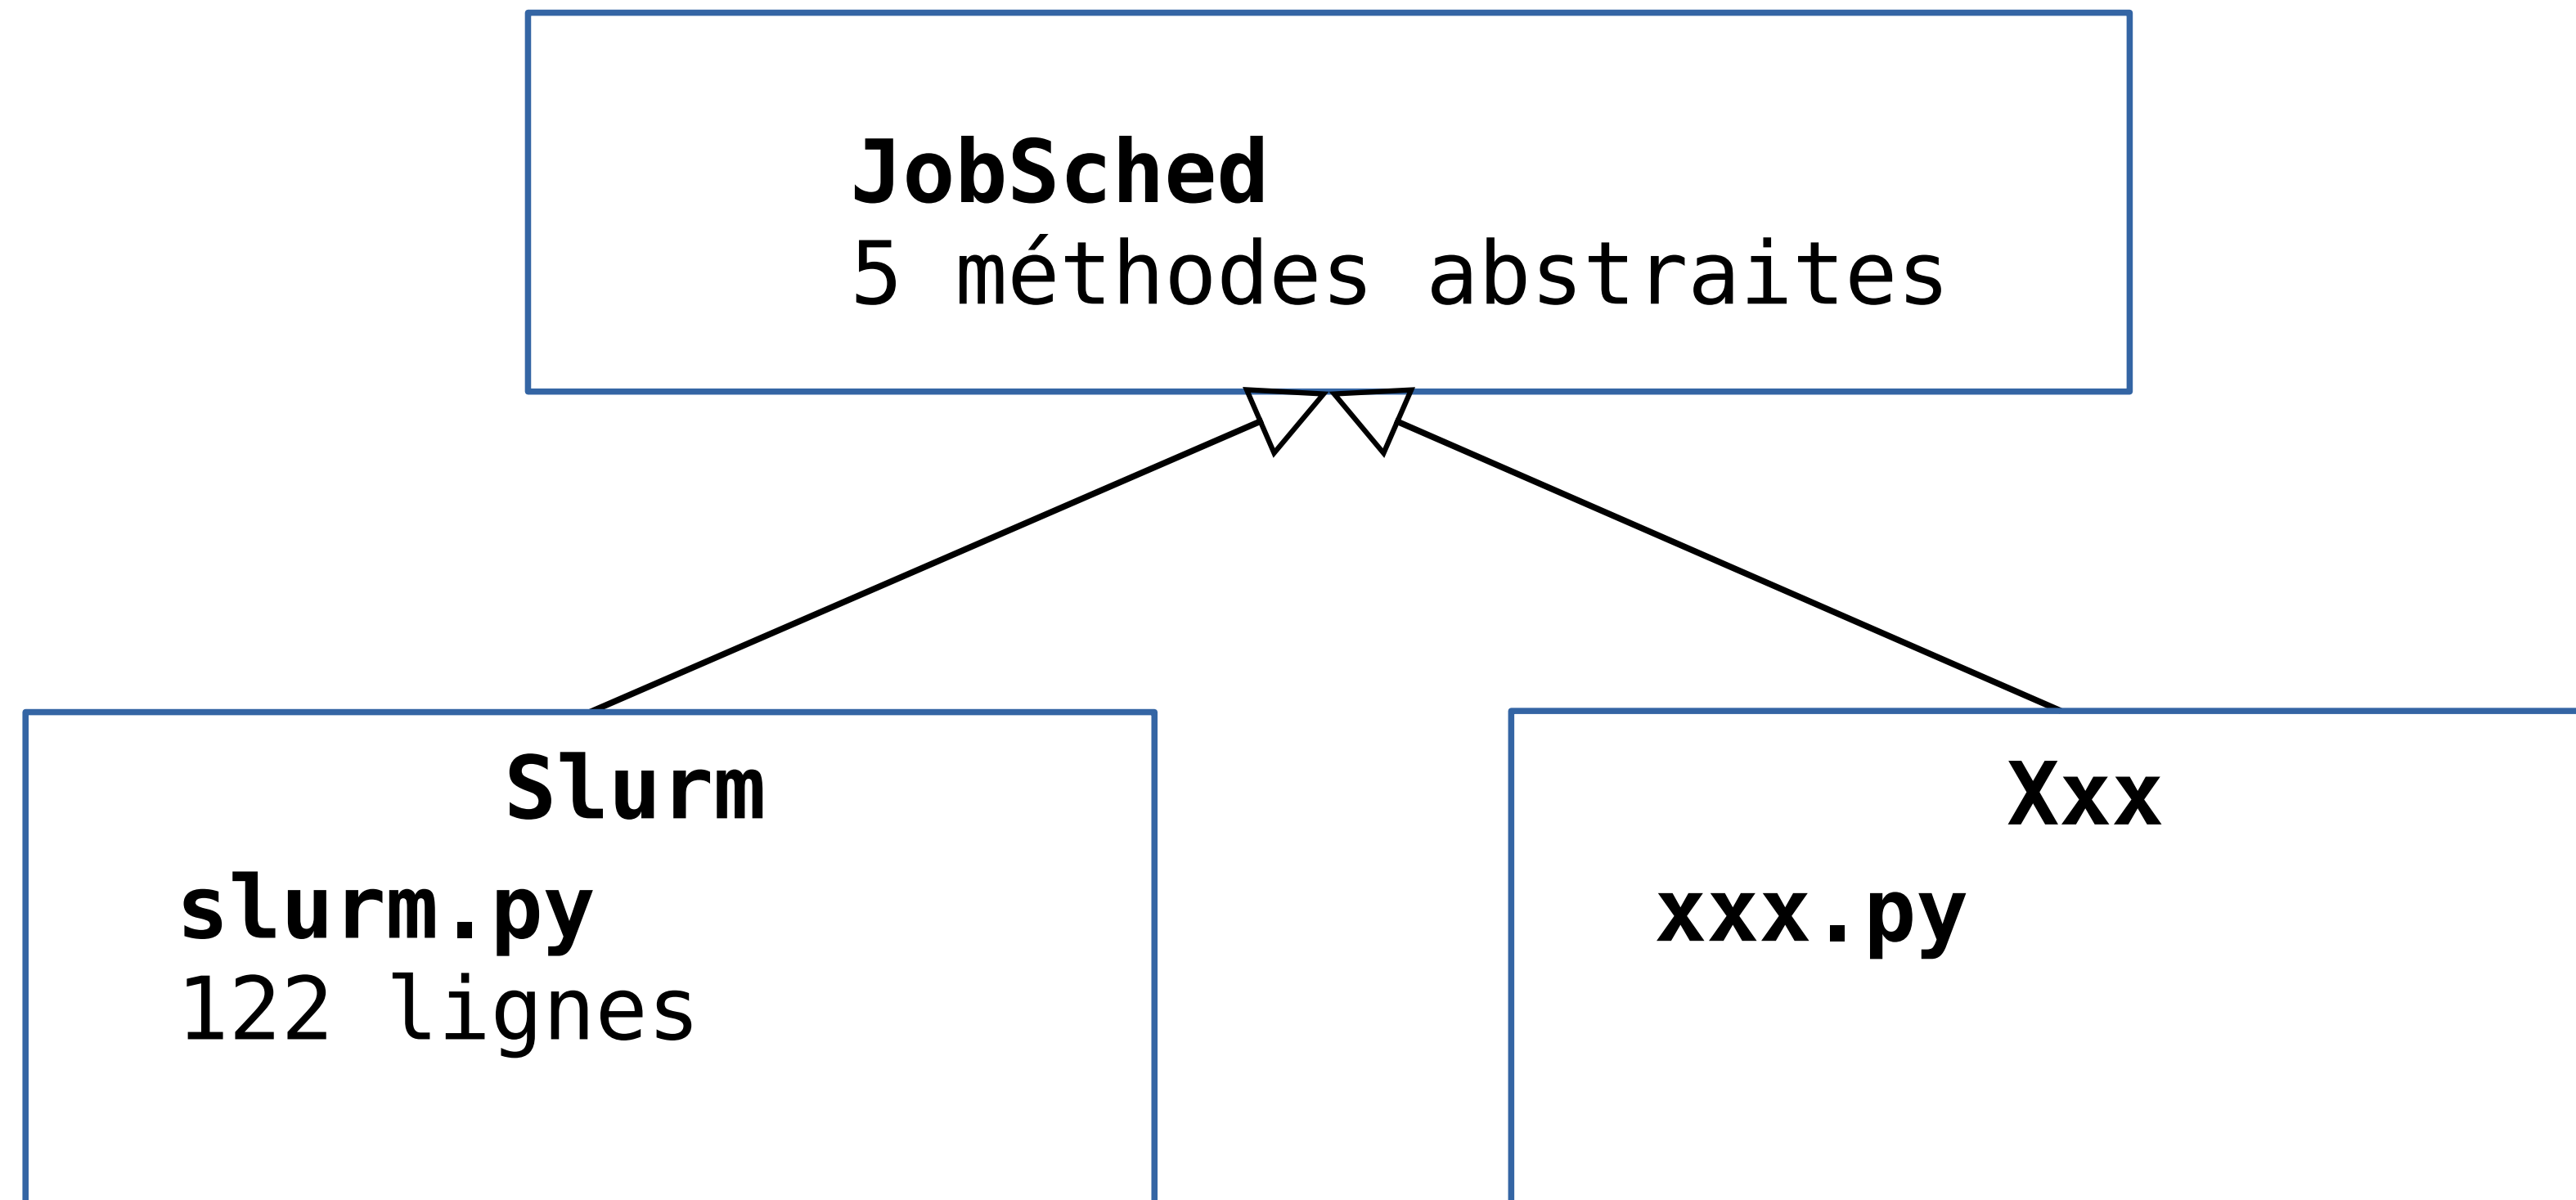 JobSched
5 méthodes abstraites
Slurm
slurm.py
122 lignes
Xxx
xxx.py